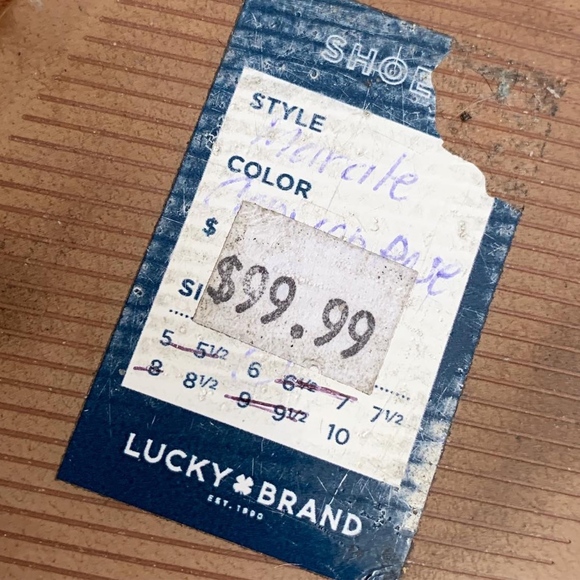 SHOE
STYLE
COLOR
$
SI
$99.99
5 5½ 6 6½ 7 7½
8 8½ 9 9½ 10
LUCKY BRAND
EST. 1990